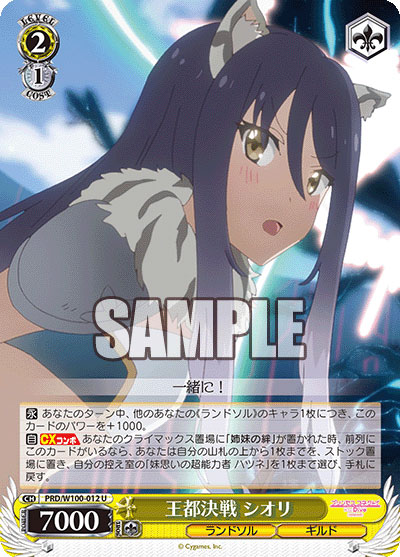 LEVEL
2
1
COST
SAMPLE
一緒に！
永 あなたのターン中、他のあなたの《ランドソル》のキャラ1枚につき、この
カードのパワーを＋1000。
自 CXコンボ あなたのクライマックス置場に「姉妹の絆」が置かれた時、前列に
このカードがいるなら、あなたは自分の山札の上から1枚までを、ストック置場
に置き、自分の控え室の「妹思いの超能力者 ハツネ」を1枚まで選び、手札に
戻す。
PRD/W100-012 U
7000
王都決戦 シオリ
ランドソル
ギルド
© Cygames, Inc.